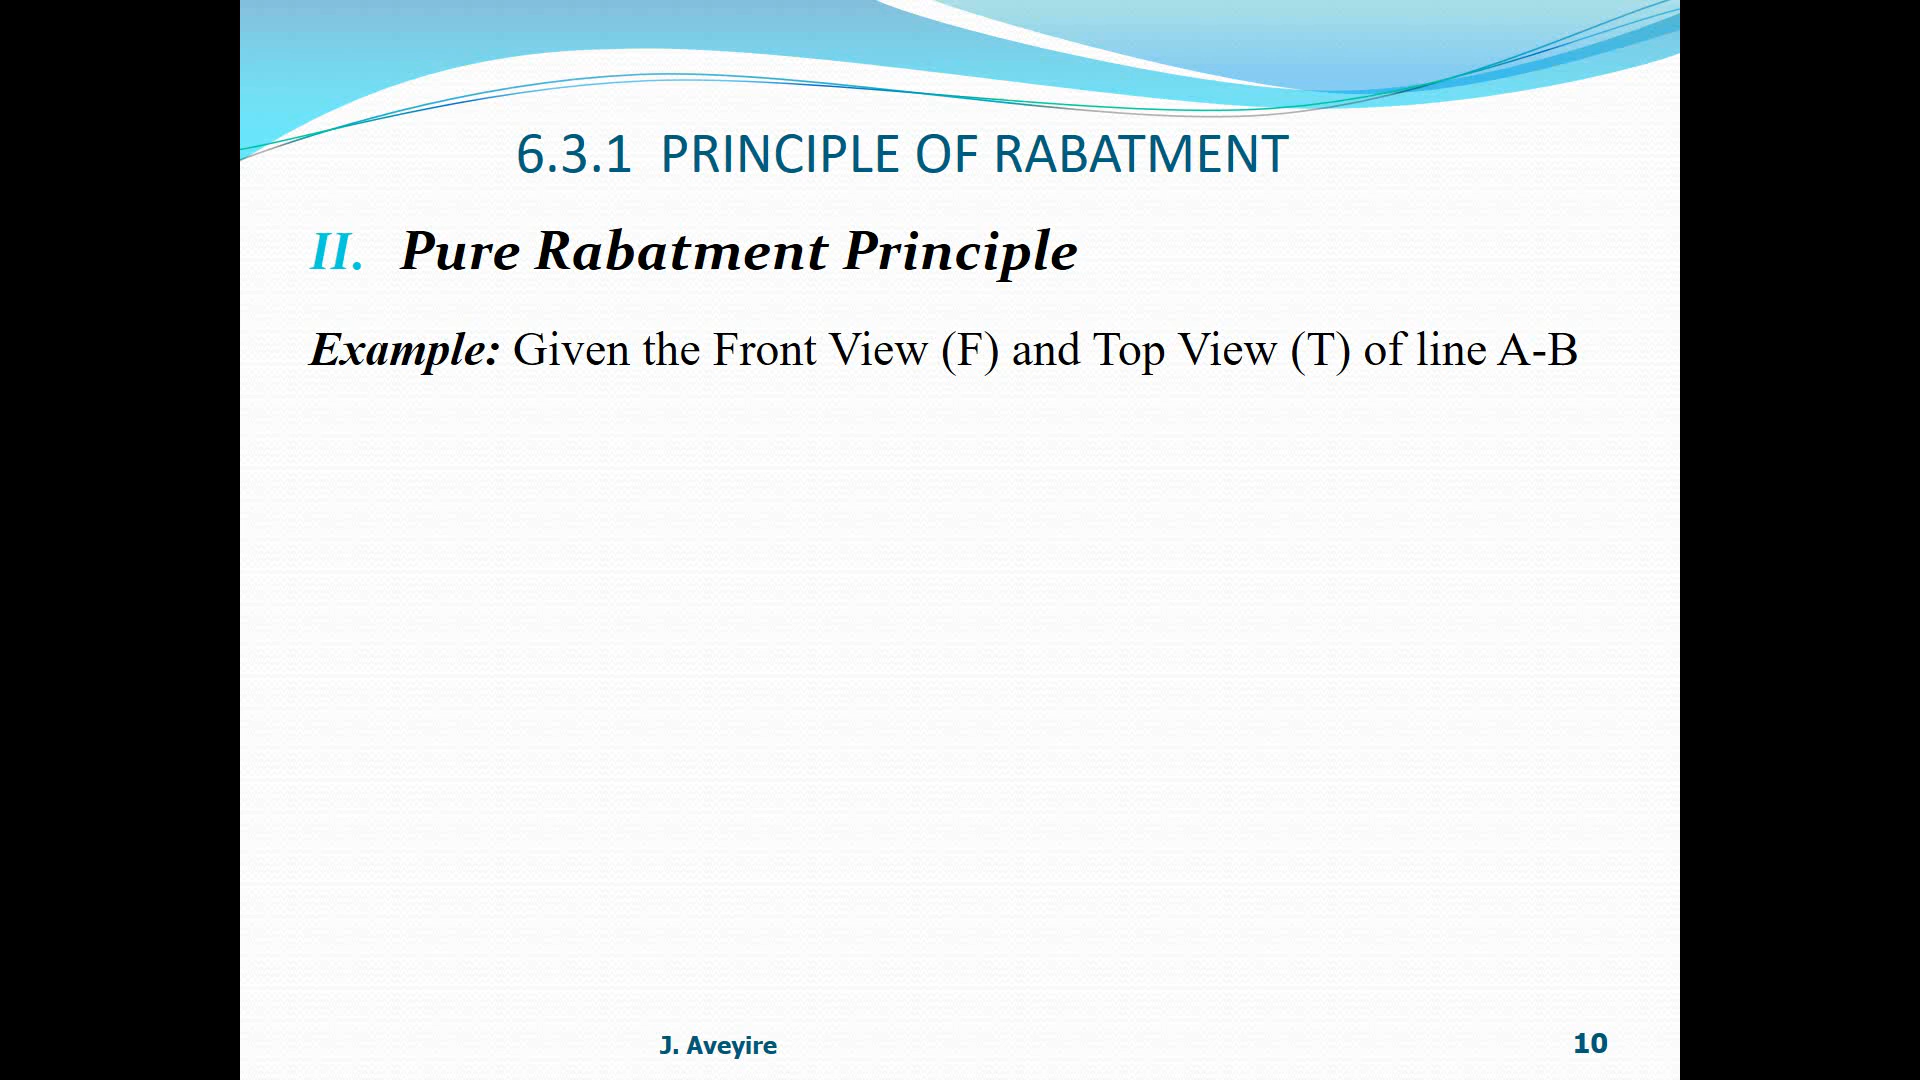 6.3.1 PRINCIPLE OF RABATMENT
II. Pure Rabatment Principle
Example: Given the Front View (F) and Top View (T) of line A-B
J. Aveyire
10